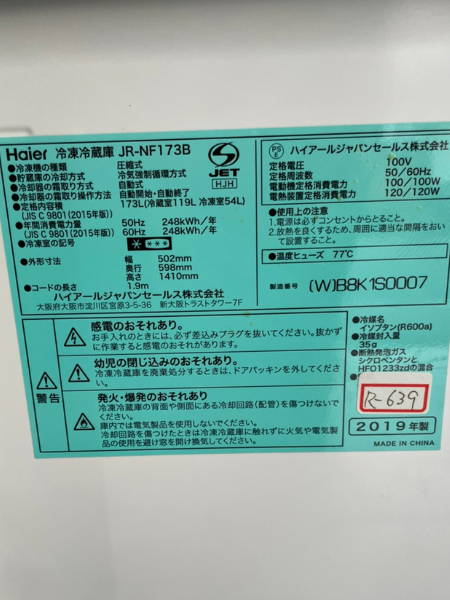 Haier 冷凍冷蔵庫 JR-NF173B
●冷凍機の種類 圧縮式
●貯蔵室の冷却方式 冷気強制循環方式
●冷却器の霜取り方式 自動式
●冷却器の霜取り操作方法 自動開始・自動終了
●定格内容積 173L(冷蔵室119L 冷凍室54L)
(JIS C 9801(2015年版))
●年間消費電力量 50Hz 248kWh/年
(JIS C 9801(2015年版)) 60Hz 248kWh/年
●冷凍室の記号
●外形寸法 幅 502mm
奥行 598mm
高さ 1410mm
●コードの長さ 1.9m
ハイアールジャパンセールス株式会社
大阪府大阪市淀川区宮原3-5-36 新大阪トラストタワー7F
S
JET
HJH
PS
E
ハイアールジャパンセールス株式会社
定格電圧 100V
定格周波数 50/60Hz
電動機定格消費電力 100/100W
電熱装置定格消費電力 120/120W
●使用上の注意
1.電源は必ずコンセントからとること。
2.放熱を良くするため、周囲に適当な間隔をおいて設置すること。
●温度ヒューズ 77℃
製造番号 (W)B8K1S0007
警告
感電のおそれあり。
お手入れのときには、必ず差込みプラグを抜いてください。抜かずに作業すると感電のおそれがあります。
幼児の閉じ込めのおそれあり。
冷凍冷蔵庫を廃棄処分するときは、ドアパッキンを外してください。
発火・爆発のおそれあり
冷凍冷蔵庫の背面や側面にある冷却回路(配管)を傷つけないでください。
●庫内では電気製品を使用しないでください。
●冷却回路を傷つけたときは冷凍冷蔵庫に触れずに火気や電気製品の使用を避け窓を開け換気してください。
●冷媒
イソブタン(R600a)
●冷媒封入量
35g
●断熱発泡ガス
シクロペンタンと
HFO1233zdの混合
R-639
2019年製
MADE IN CHINA